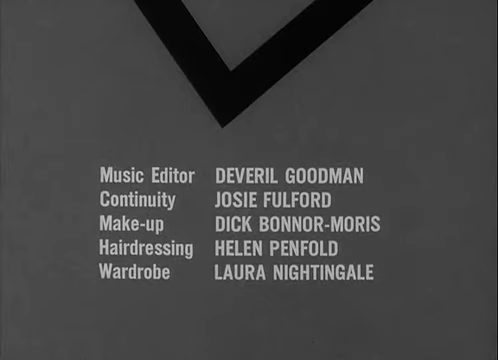 Music Editor DEVERIL GOODMAN
Continuity JOSIE FULFORD
Make-up DICK BONNOR-MORIS
Hairdressing HELEN PENFOLD
Wardrobe LAURA NIGHTINGALE